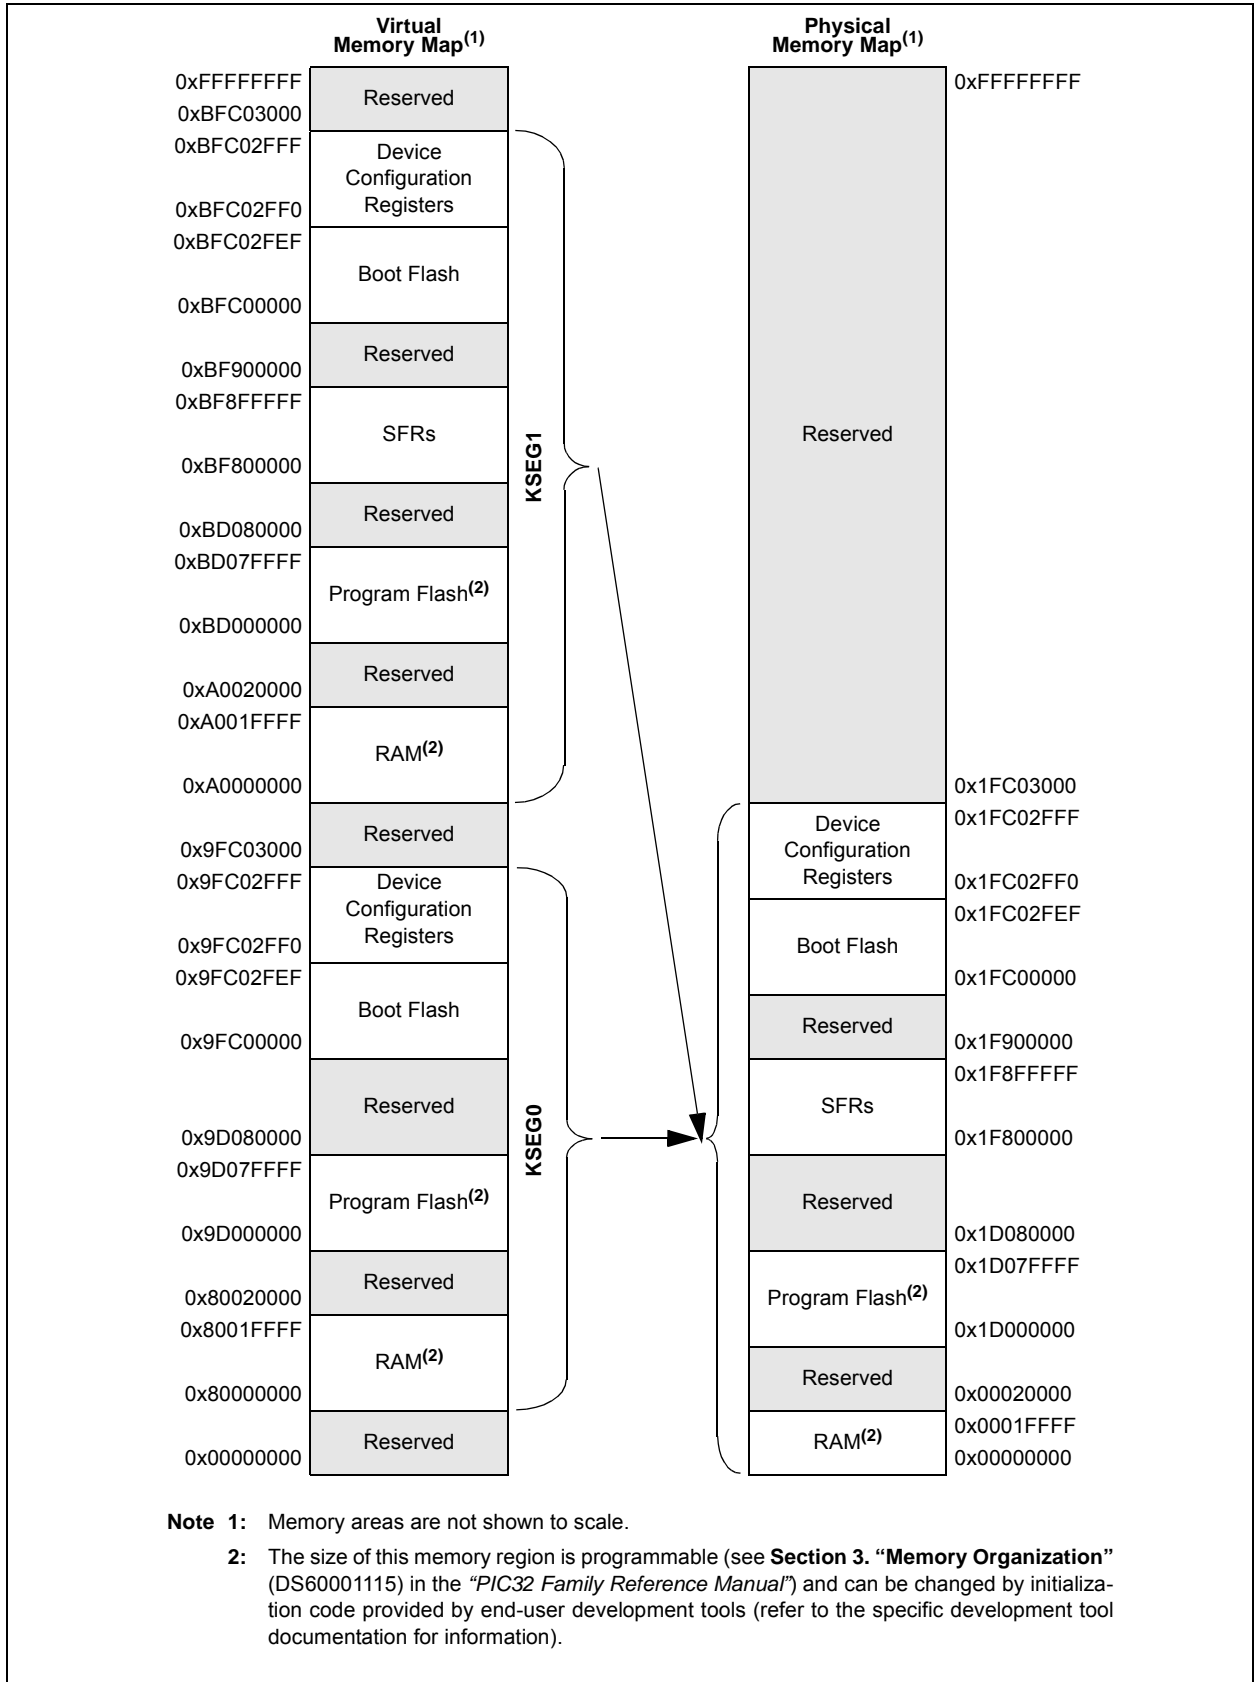 Virtual
Memory Map(1)
0xFFFFFFFF
Reserved
0xBFC03000
0xBFC02FFF
Device
Configuration
Registers
0xBFC02FF0
0xBFC02FEF
Boot Flash
0xBFC00000
Reserved
0xBF900000
0xBF8FFFFF
SFRs
0xBF800000
Reserved
0xBD080000
0xBD07FFFF
Program Flash(2)
0xBD000000
Reserved
0xA0020000
0xA001FFFF
RAM(2)
0xA0000000
KSEG1
Reserved
0x9FC03000
0x9FC02FFF
Device
Configuration
Registers
0x9FC02FF0
0x9FC02FEF
Boot Flash
0x9FC00000
Reserved
0x9D080000
0x9D07FFFF
Program Flash(2)
0x9D000000
Reserved
0x80020000
0x8001FFFF
RAM(2)
0x80000000
KSEG0
Reserved
0x00000000
Physical
Memory Map(1)
0xFFFFFFFF
Reserved
0x1FC03000
0x1FC02FFF
Device
Configuration
Registers
0x1FC02FF0
0x1FC02FEF
Boot Flash
0x1FC00000
Reserved
0x1F900000
0x1F8FFFFF
SFRs
0x1F800000
Reserved
0x1D080000
0x1D07FFFF
Program Flash(2)
0x1D000000
Reserved
0x00020000
0x0001FFFF
RAM(2)
0x00000000
Note 1: Memory areas are not shown to scale.
2: The size of this memory region is programmable (see Section 3. “Memory Organization”
(DS60001115) in the “PIC32 Family Reference Manual”) and can be changed by initializa-
tion code provided by end-user development tools (refer to the specific development tool
documentation for information).